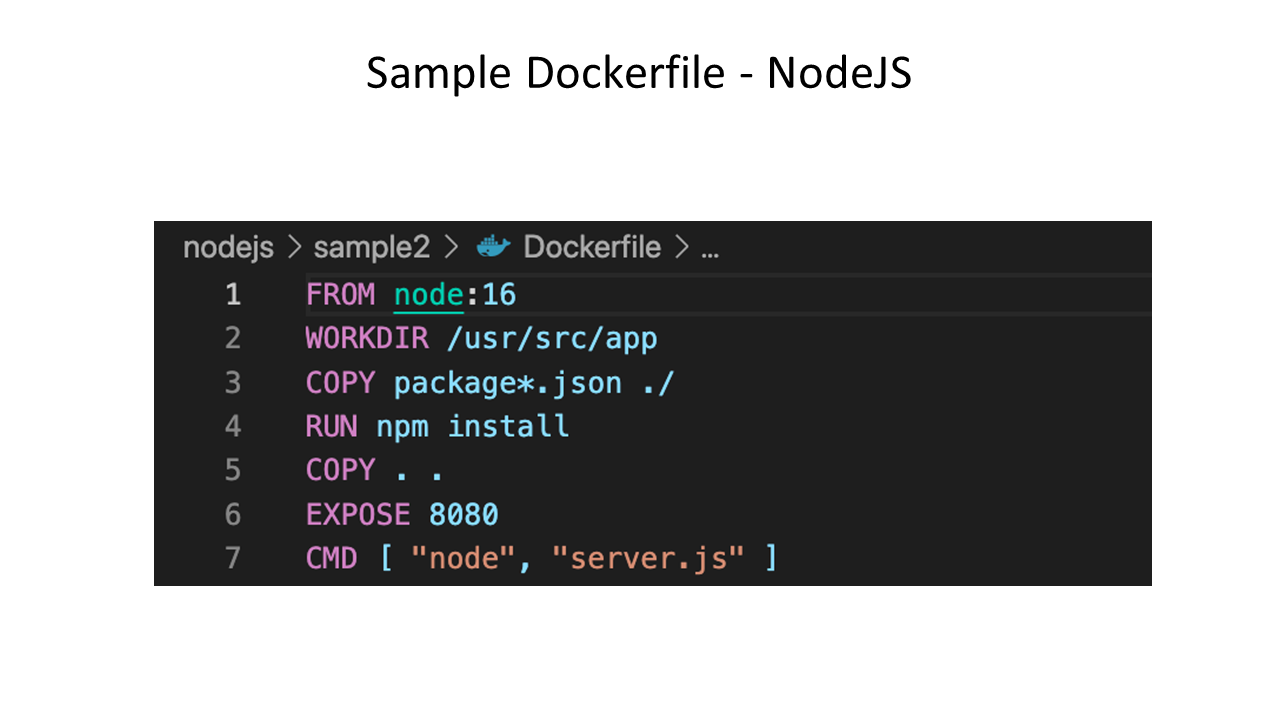 Sample Dockerfile - NodeJS
nodejs > sample2 > Dockerfile > ...
1 FROM node:16
2 WORKDIR /usr/src/app
3 COPY package*.json ./
4 RUN npm install
5 COPY . .
6 EXPOSE 8080
7 CMD [ "node", "server.js" ]